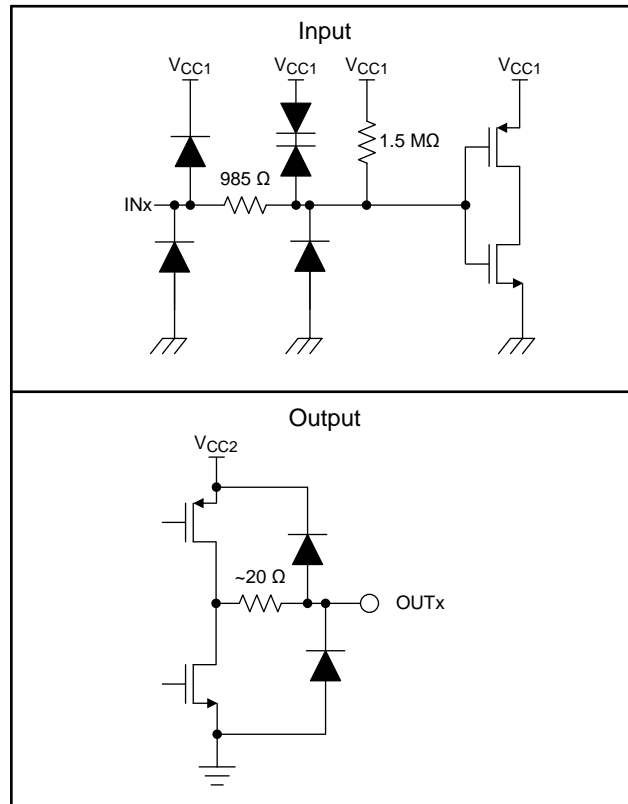 Input
VCC1 VCC1 VCC1 VCC1
1.5 MΩ
985 Ω
INx
Output
VCC2
~20 Ω
OUTx